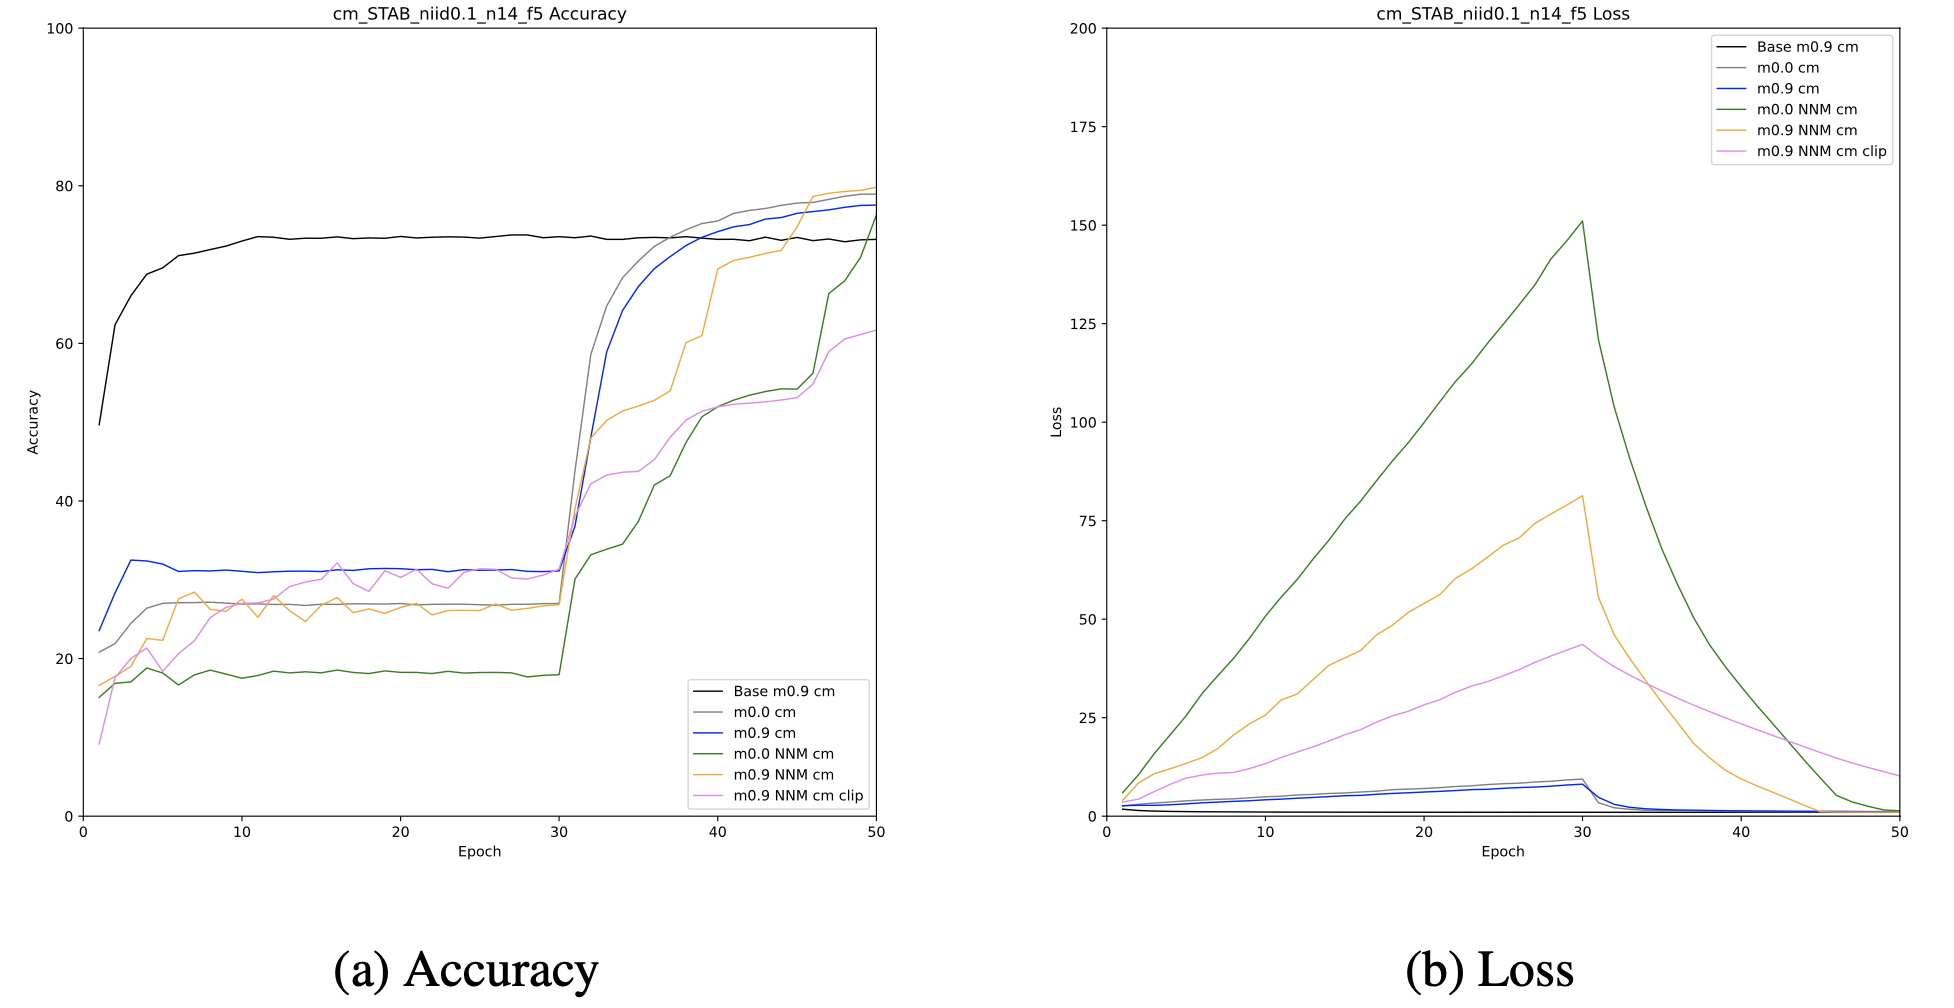 cm_STAB_niid0.1_n14_f5 Accuracy
100
80
60
40
20
0
Accuracy
0 10 20 30 40 50
Epoch
Base m0.9 cm
m0.0 cm
m0.9 cm
m0.0 NNM cm
m0.9 NNM cm
m0.9 NNM cm clip
(a) Accuracy
cm_STAB_niid0.1_n14_f5 Loss
200
175
150
125
100
75
50
25
0
Loss
0 10 20 30 40 50
Epoch
Base m0.9 cm
m0.0 cm
m0.9 cm
m0.0 NNM cm
m0.9 NNM cm
m0.9 NNM cm clip
(b) Loss